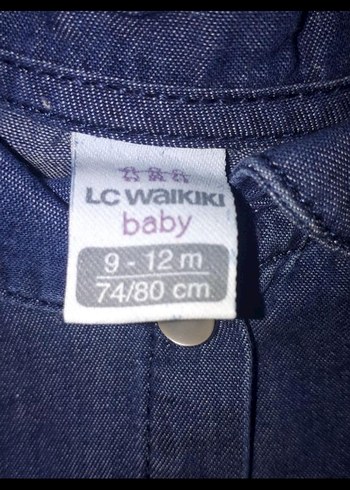 LC WAIKIKI
baby
9 - 12 m
74/80 cm